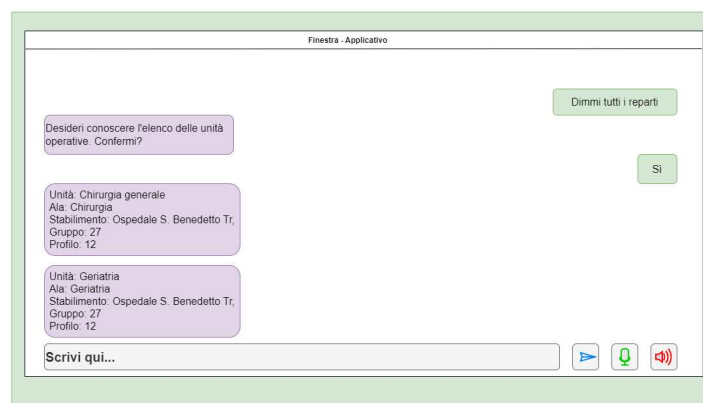 Finestra - Applicativo
Dimmi tutti i reparti
Desideri conoscere l'elenco delle unità
operative. Confermi?
Sì
Unità: Chirurgia generale
Ala: Chirurgia
Stabilimento: Ospedale S. Benedetto Tr,
Gruppo: 27
Profilo: 12
Unità: Geriatria
Ala: Geriatria
Stabilimento: Ospedale S. Benedetto Tr,
Gruppo: 27
Profilo: 12
Scrivi qui...